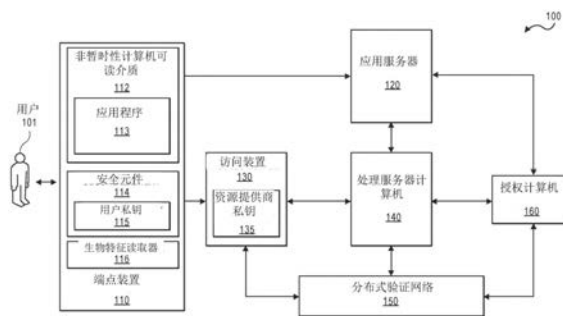 100
用户
101
非暂时性计算机可
读介质
112
应用程序
113
安全元件
114
用户私钥
115
生物特征读取器
116
端点装置
110
访问装置
130
资源提供商
私钥
135
应用服务器
120
处理服务器计
算机
140
授权计算机
160
分布式验证网络
150